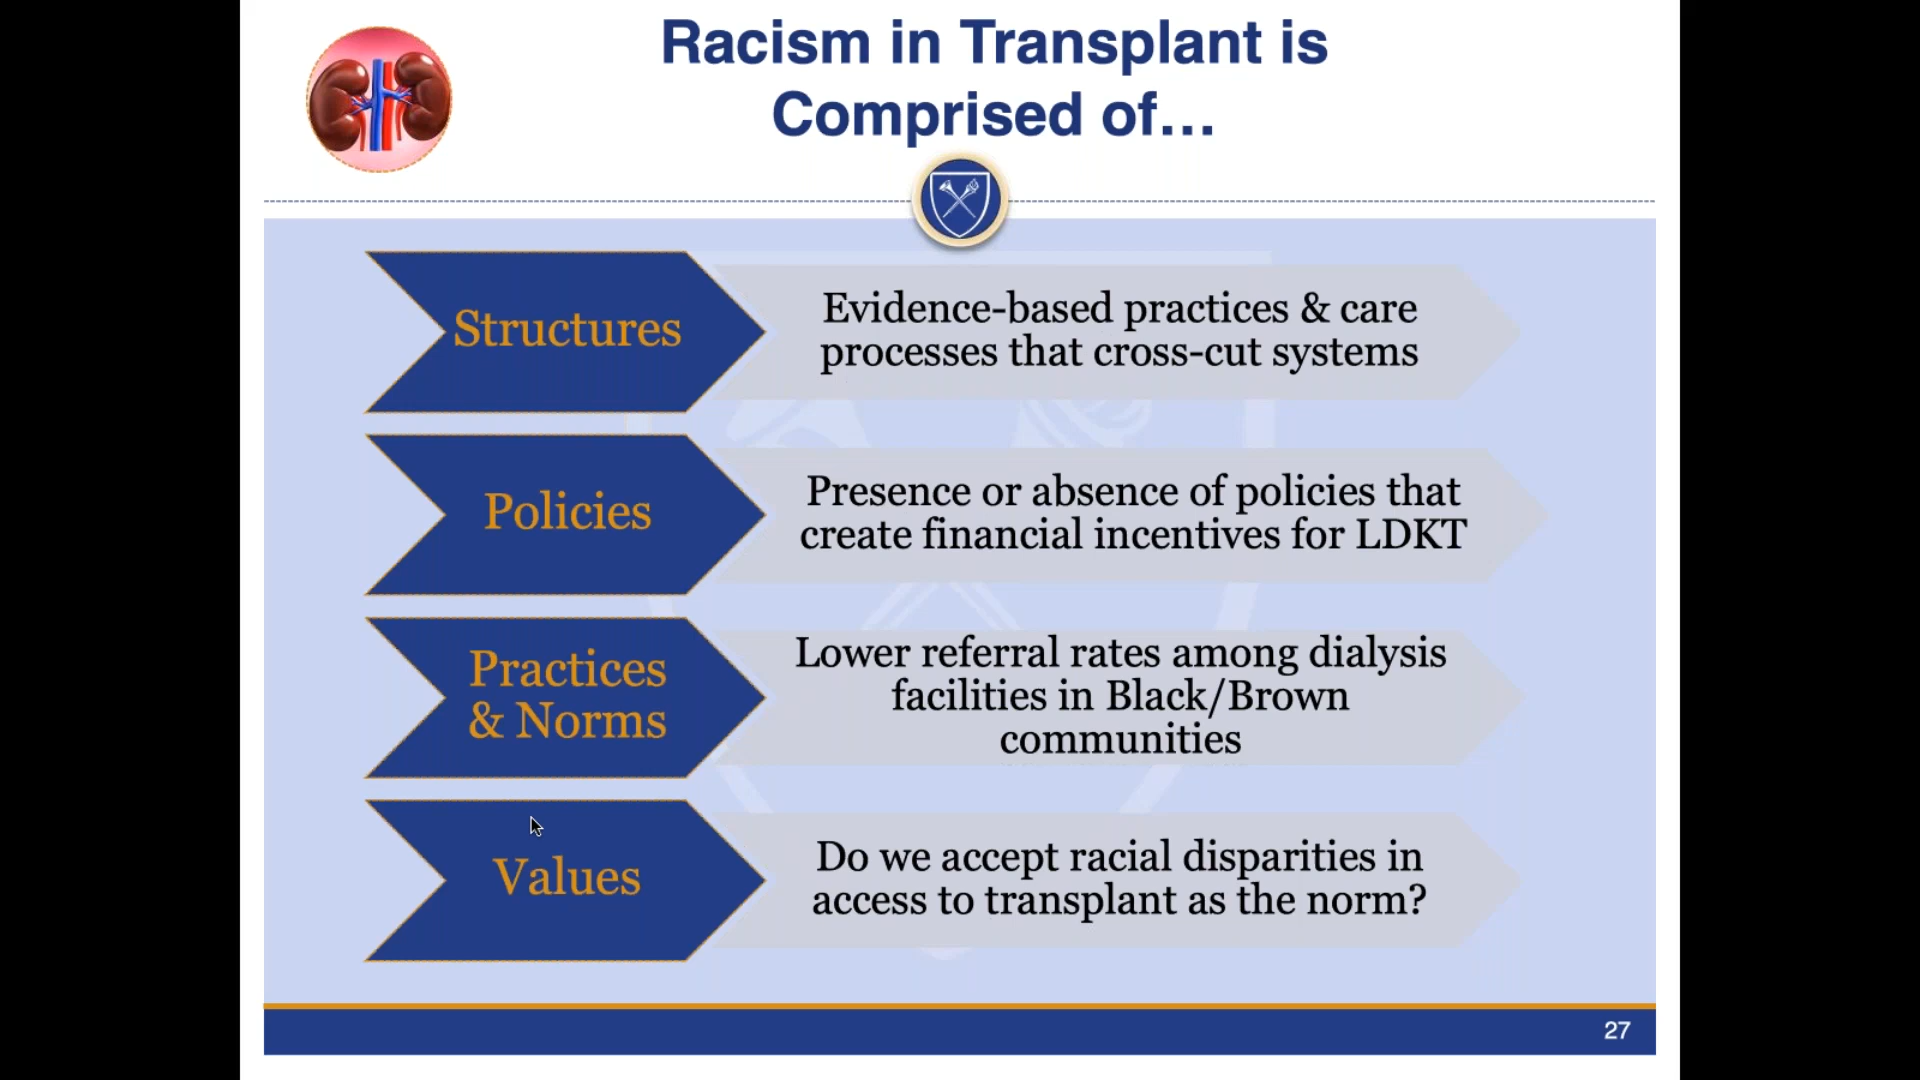 Racism in Transplant is
Comprised of...
Structures
Evidence-based practices & care
processes that cross-cut systems
Policies
Presence or absence of policies that
create financial incentives for LDKT
Practices
& Norms
Lower referral rates among dialysis
facilities in Black/Brown
communities
Values
Do we accept racial disparities in
access to transplant as the norm?
27